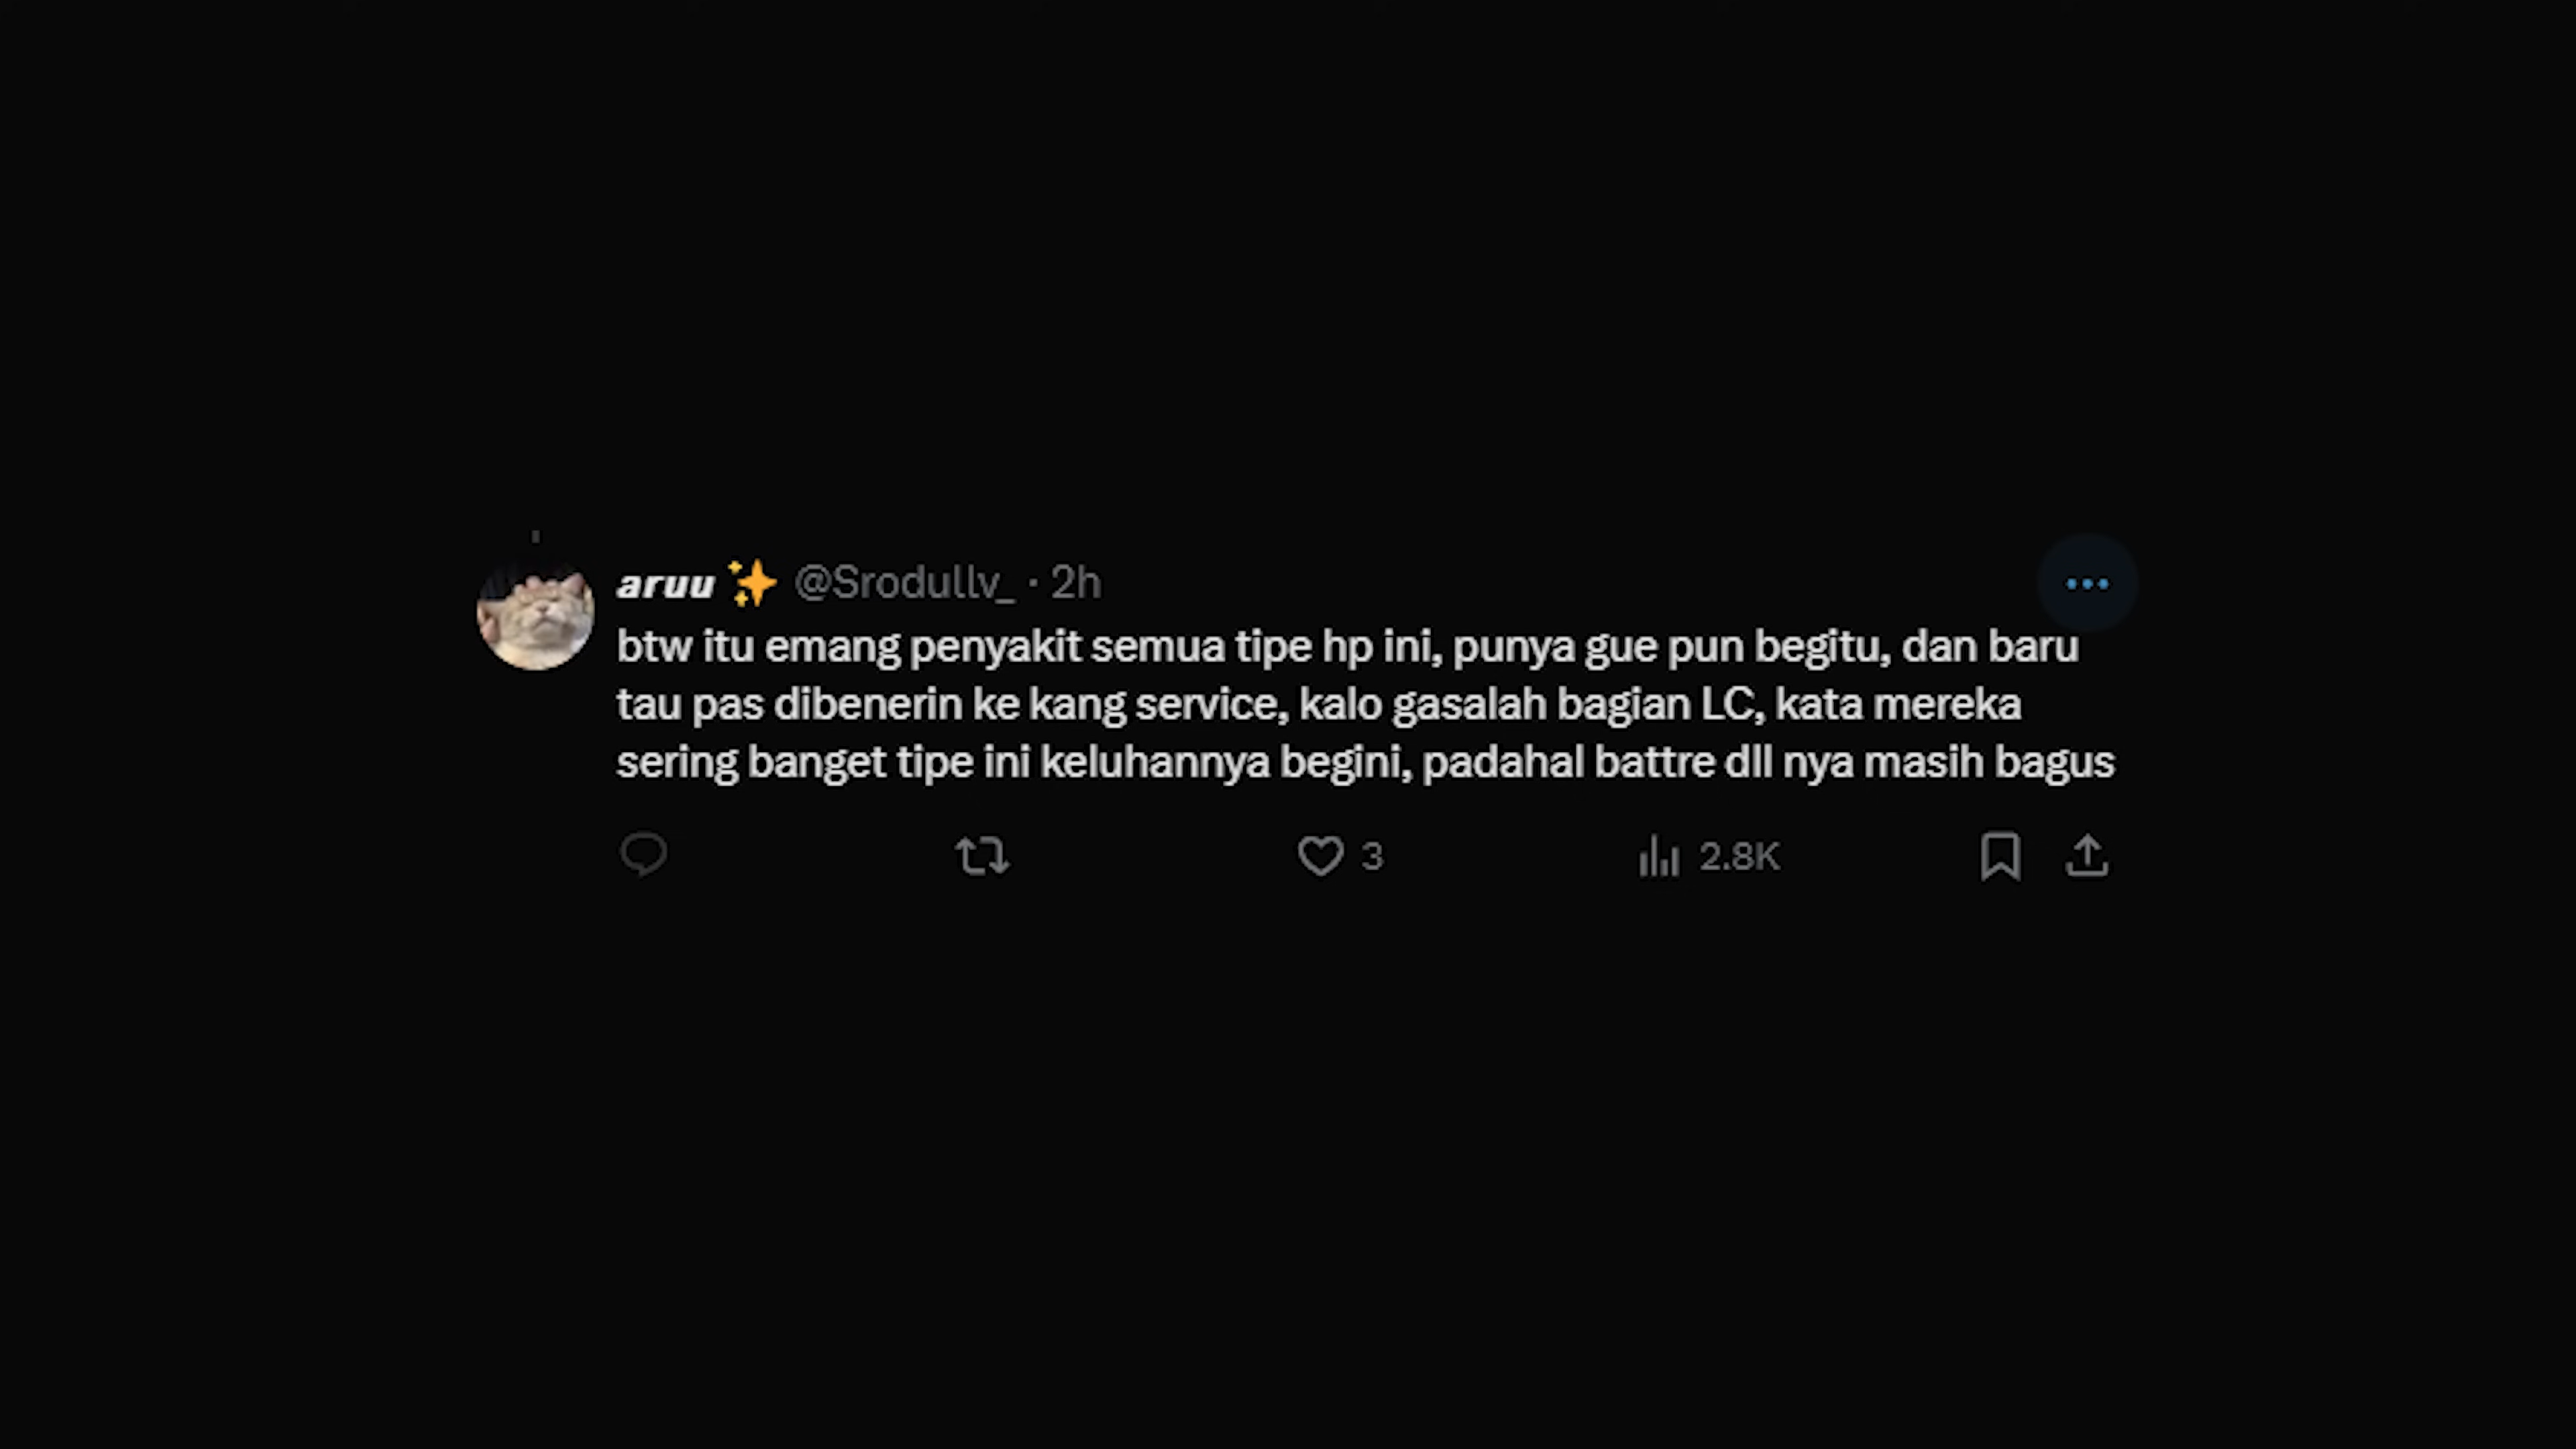 aruu ✨ @Srodullv_ · 2h
btw itu emang penyakit semua tipe hp ini, punya gue pun begitu, dan baru
tau pas dibenerin ke kang service, kalo gasalah bagian LC, kata mereka
sering banget tipe ini keluhannya begini, padahal battre dll nya masih bagus
3 2.8K